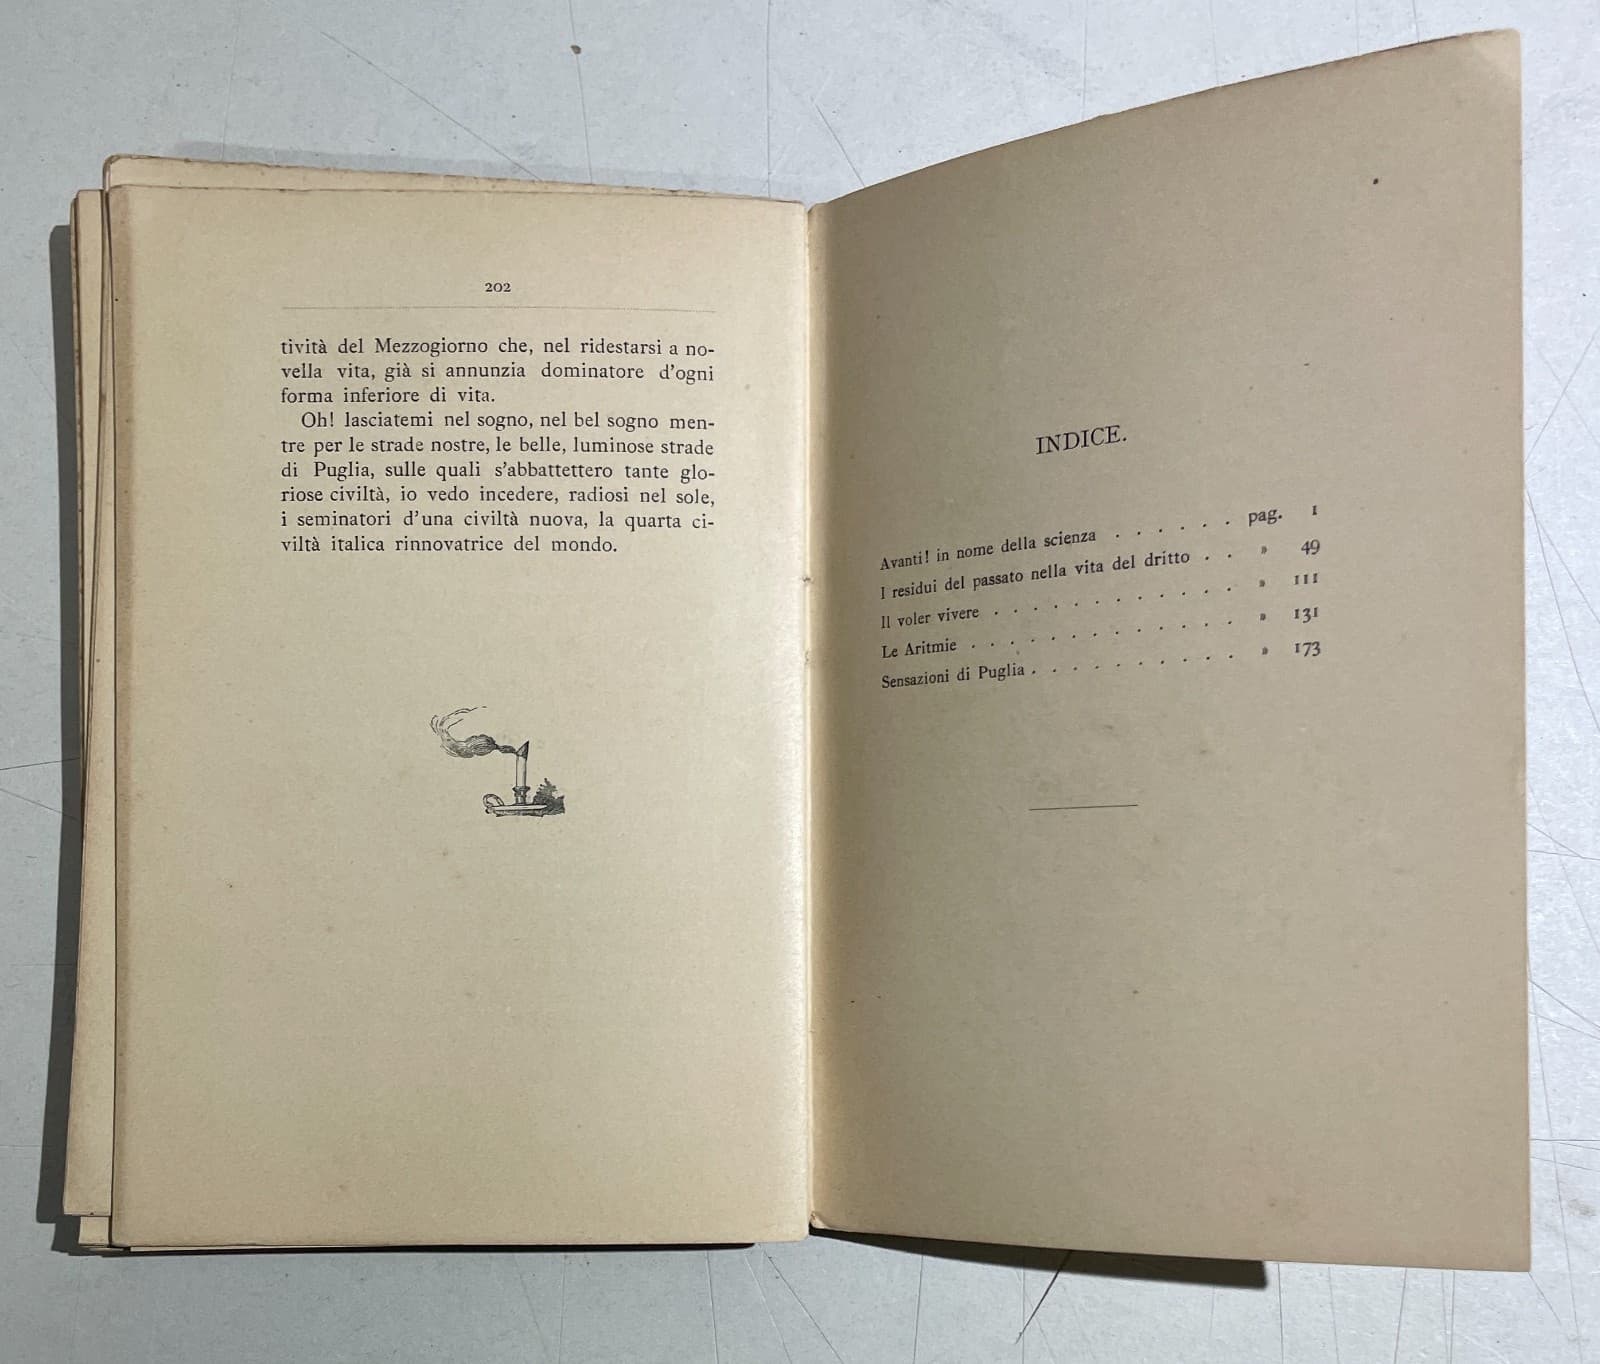 202
tività del Mezzogiorno che, nel ridestarsi a no-
vella vita, già si annunzia dominatore d'ogni
forma inferiore di vita.
Oh! lasciatemi nel sogno, nel bel sogno men-
tre per le strade nostre, le belle, luminose strade
di Puglia, sulle quali s'abbattettero tante glo-
riose civiltà, io vedo incedere, radiosi nel sole,
i seminatori d'una civiltà nuova, la quarta ci-
viltà italica rinnovatrice del mondo.
INDICE.
Avanti! in nome della scienza . . . . . . pag. 1
I residui del passato nella vita del dritto . . » 49
Il voler vivere . . . . . . . . . . . . » 111
Le Aritmie . . . . . . . . . . . . . . » 131
Sensazioni di Puglia . . . . . . . . . . . » 173